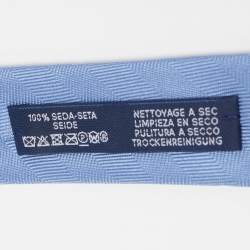 100% SEDA-SETA
SEIDE
NETTOYAGE A SEC
LIMPIEZA EN SECO
PULITURA A SECCO
TROCKENREINIGUNG